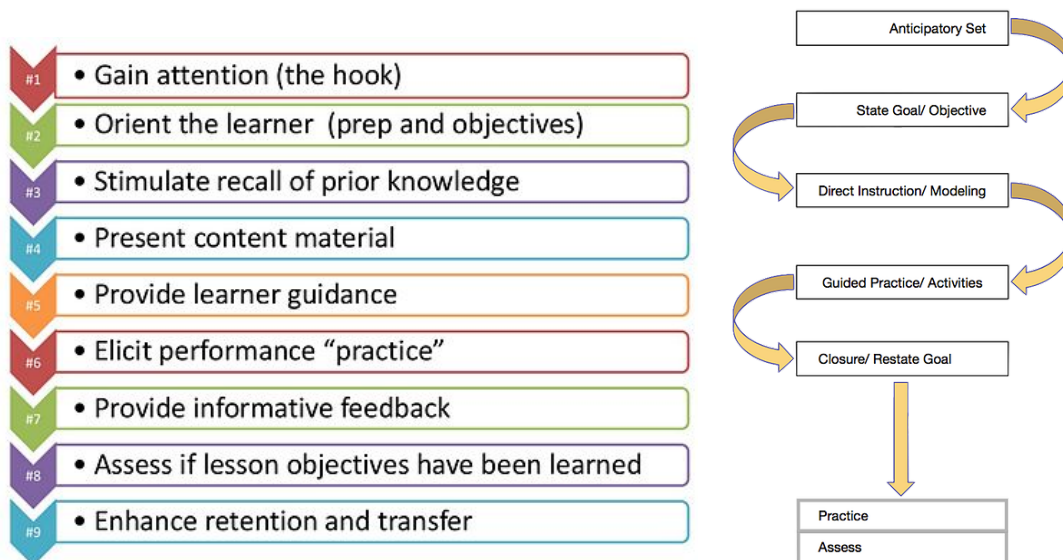 #1
• Gain attention (the hook)
#2
• Orient the learner (prep and objectives)
#3
• Stimulate recall of prior knowledge
#4
• Present content material
#5
• Provide learner guidance
#6
• Elicit performance “practice”
#7
• Provide informative feedback
#8
• Assess if lesson objectives have been learned
#9
• Enhance retention and transfer
Anticipatory Set
State Goal/ Objective
Direct Instruction/ Modeling
Guided Practice/ Activities
Closure/ Restate Goal
Practice
Assess